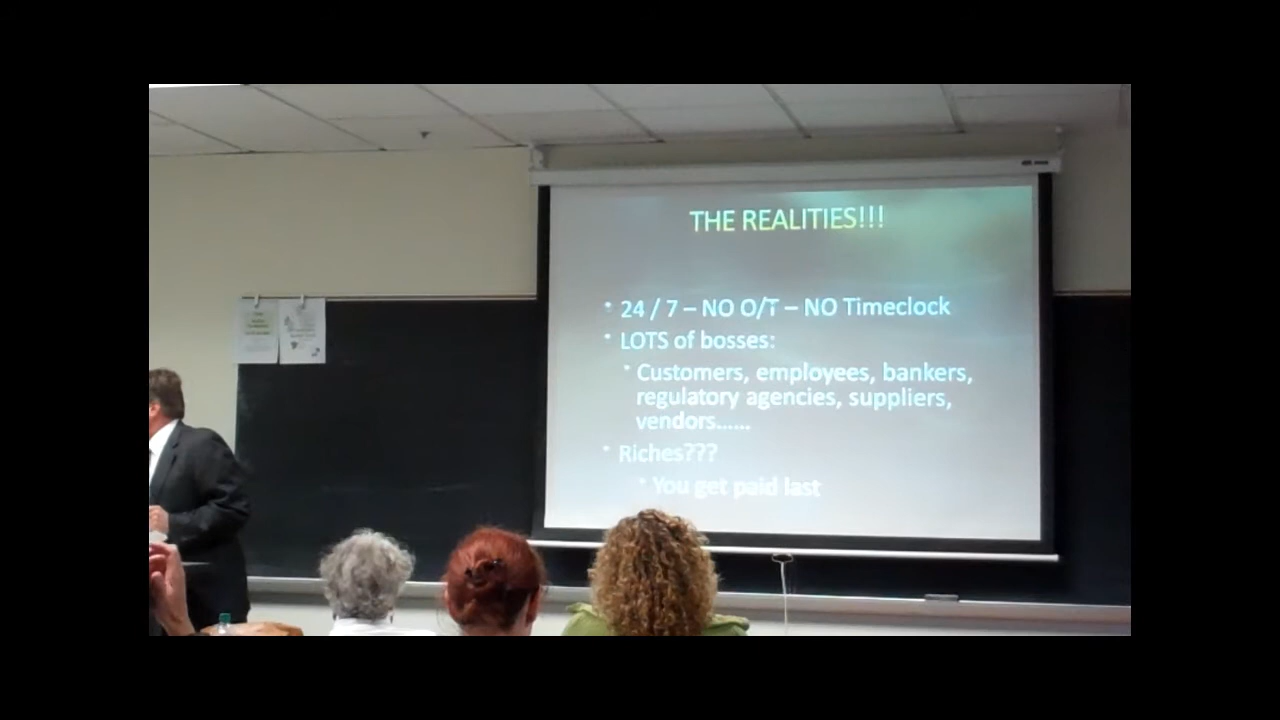 THE REALITIES!!!
• 24 / 7 – NO O/T – NO Timeclock
• LOTS of bosses:
• Customers, employees, bankers,
regulatory agencies, suppliers,
vendors……
• Riches???
• You get paid last